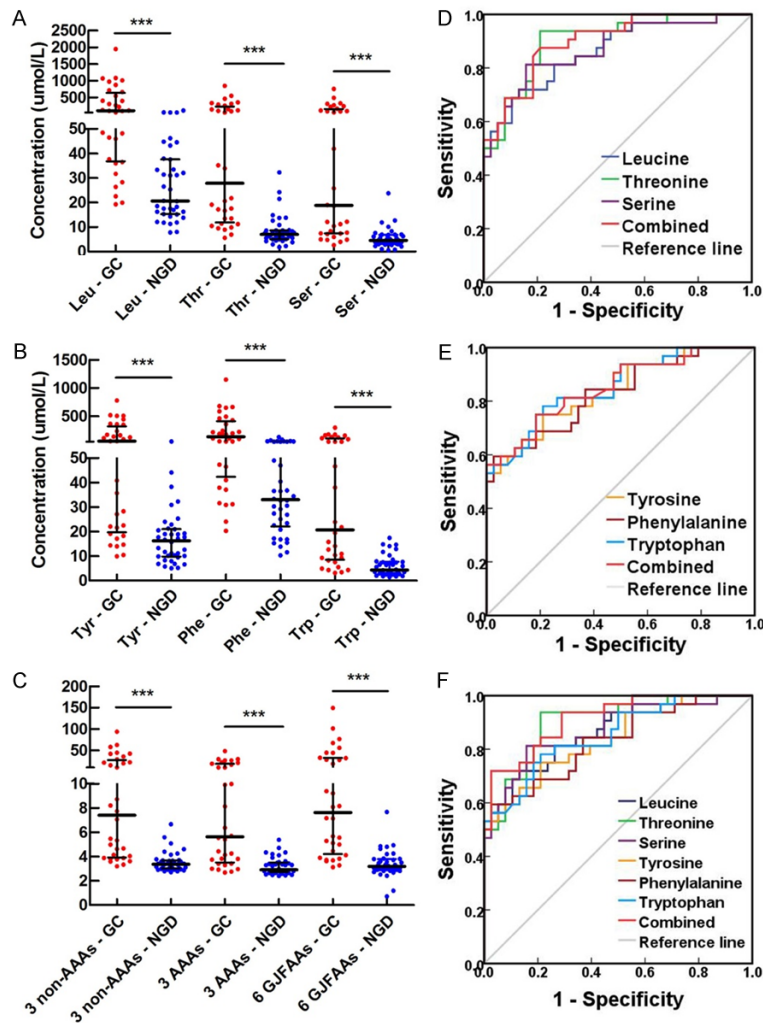 A
Concentration (umol/L)
2500
2000
1500
1000
500
50
40
30
20
10
0
***
***
***
Leu - GC
Leu - NGD
Thr - GC
Thr - NGD
Ser - GC
Ser - NGD
D
Sensitivity
1.0
0.8
0.6
0.4
0.2
0.0
0.0 0.2 0.4 0.6 0.8 1.0
1 - Specificity
Leucine
Threonine
Serine
Combined
Reference line
B
Concentration (umol/L)
1500
1000
500
50
40
30
20
10
0
***
***
***
Tyr - GC
Tyr - NGD
Phe - GC
Phe - NGD
Trp - GC
Trp - NGD
E
Sensitivity
1.0
0.8
0.6
0.4
0.2
0.0
0.0 0.2 0.4 0.6 0.8 1.0
1 - Specificity
Tyrosine
Phenylalanine
Tryptophan
Combined
Reference line
C
200
150
100
50
10
8
6
4
2
0
***
***
***
3 non-AAAs - GC
3 non-AAAs - NGD
3 AAAs - GC
3 AAAs - NGD
6 GJFAAs - GC
6 GJFAAs - NGD
F
Sensitivity
1.0
0.8
0.6
0.4
0.2
0.0
0.0 0.2 0.4 0.6 0.8 1.0
1 - Specificity
Leucine
Threonine
Serine
Tyrosine
Phenylalanine
Tryptophan
Combined
Reference line